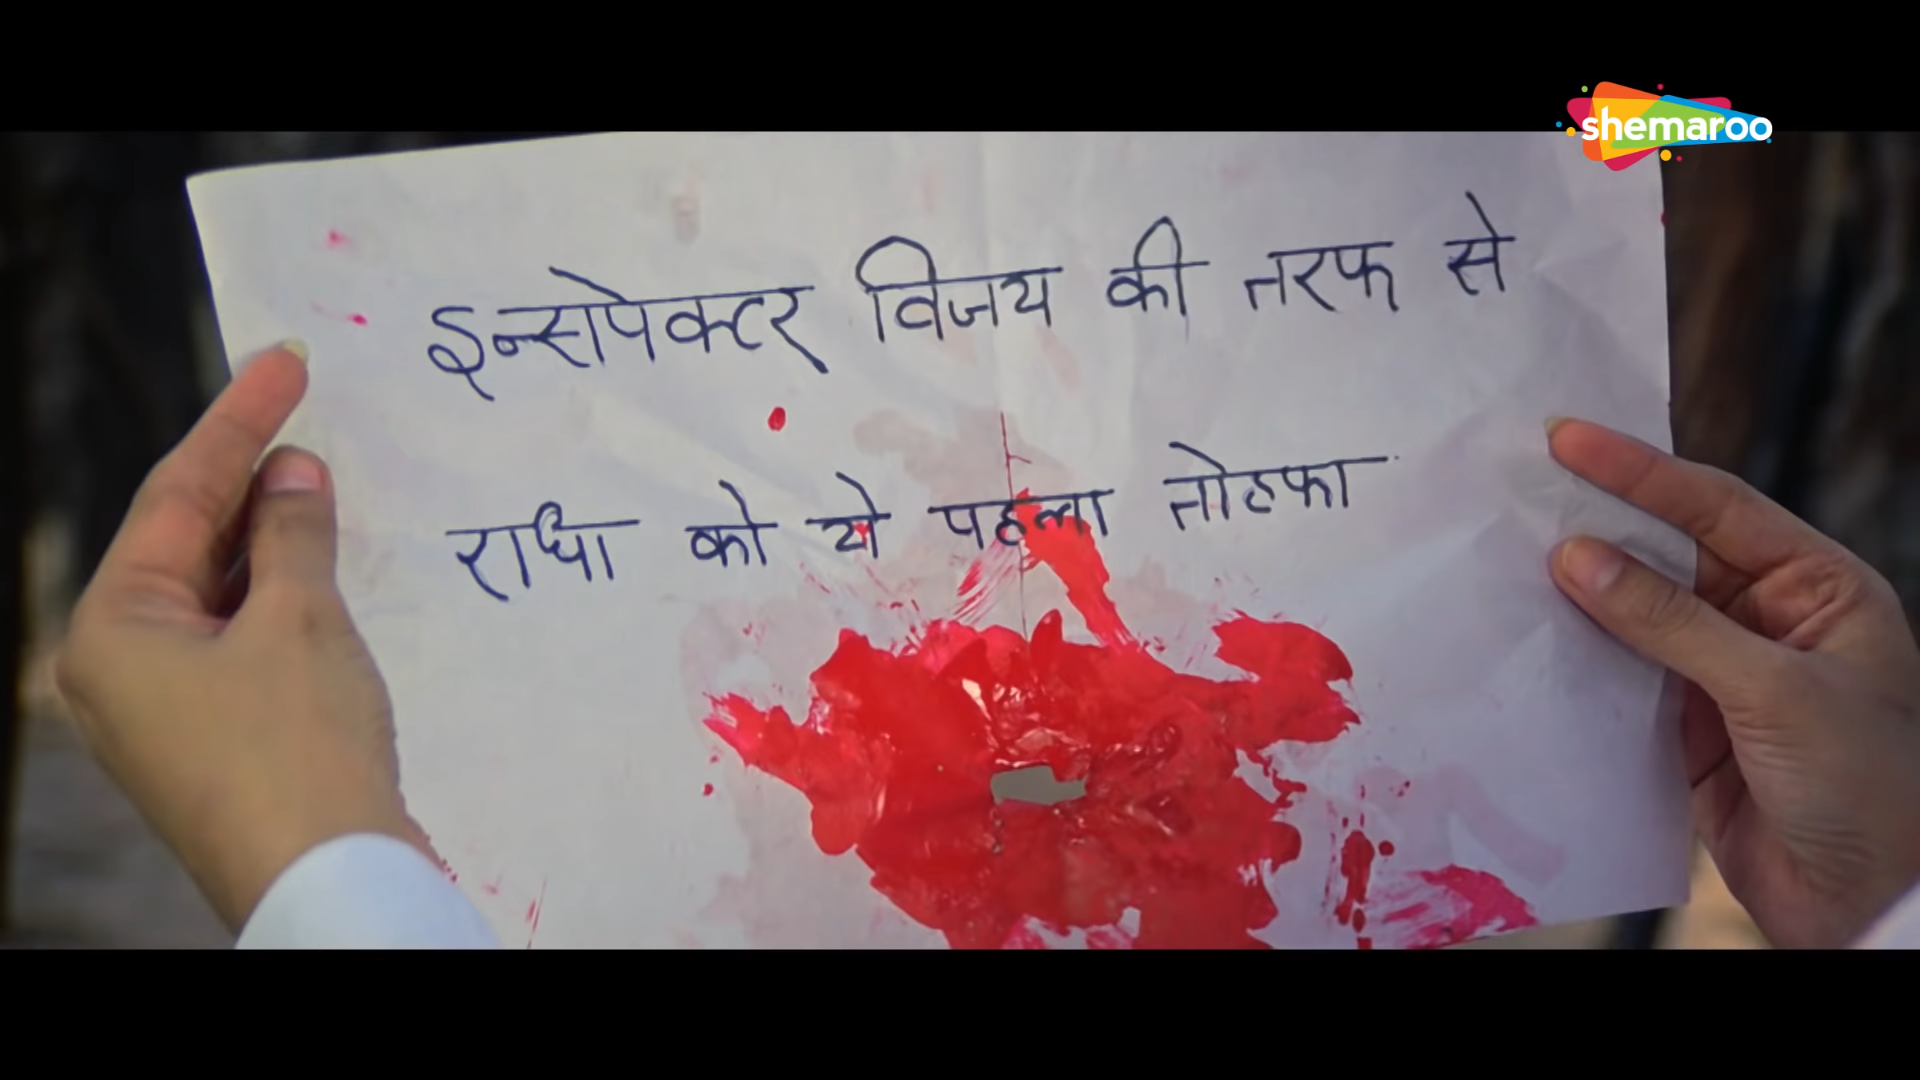 shemaroo
इन्सपेक्टर विजय की तरफ से
राधा को ये पहला तोहफा